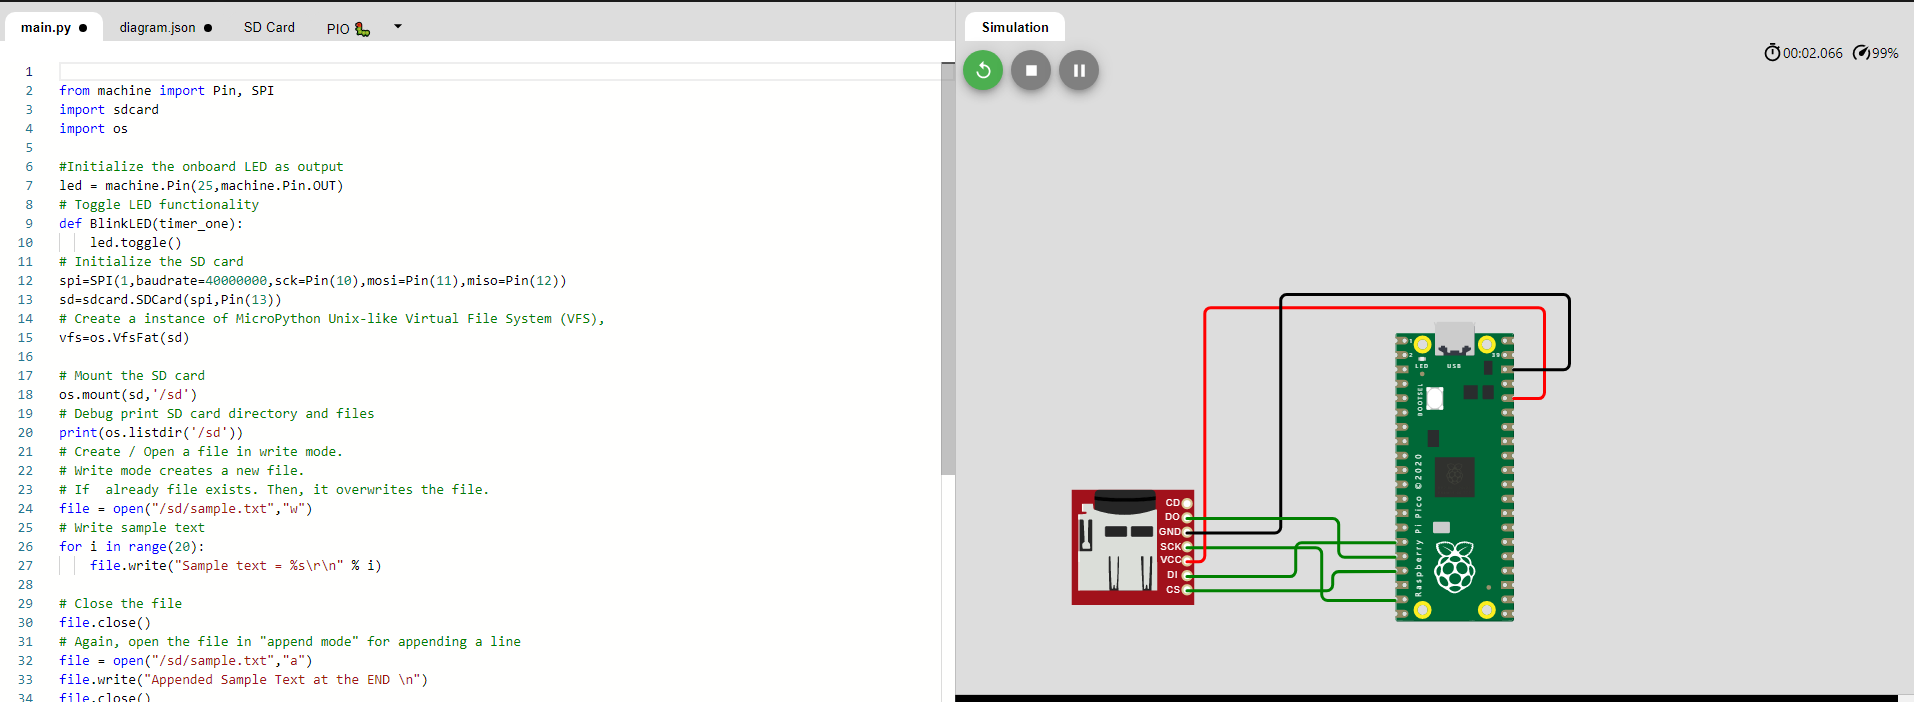 main.py ●
diagram.json ●
SD Card
PIO
1
2 from machine import Pin, SPI
3 import sdcard
4 import os
5
6 #Initialize the onboard LED as output
7 led = machine.Pin(25,machine.Pin.OUT)
8 # Toggle LED functionality
9 def BlinkLED(timer_one):
10 led.toggle()
11 # Initialize the SD card
12 spi=SPI(1,baudrate=40000000,sck=Pin(10),mosi=Pin(11),miso=Pin(12))
13 sd=sdcard.SDCard(spi,Pin(13))
14 # Create a instance of MicroPython Unix-like Virtual File System (VFS),
15 vfs=os.VfsFat(sd)
16
17 # Mount the SD card
18 os.mount(sd,'/sd')
19 # Debug print SD card directory and files
20 print(os.listdir('/sd'))
21 # Create / Open a file in write mode.
22 # Write mode creates a new file.
23 # If  already file exists. Then, it overwrites the file.
24 file = open("/sd/sample.txt","w")
25 # Write sample text
26 for i in range(20):
27 file.write("Sample text = %s\r\n" % i)
28
29 # Close the file
30 file.close()
31 # Again, open the file in "append mode" for appending a line
32 file = open("/sd/sample.txt","a")
33 file.write("Appended Sample Text at the END \n")
34 file.close()
Simulation
00:02.066
99%
CD
DO
GND
SCK
VCC
DI
CS
1
2
39
LED
USB
BOOTSEL
Raspberry Pi Pico ©2020